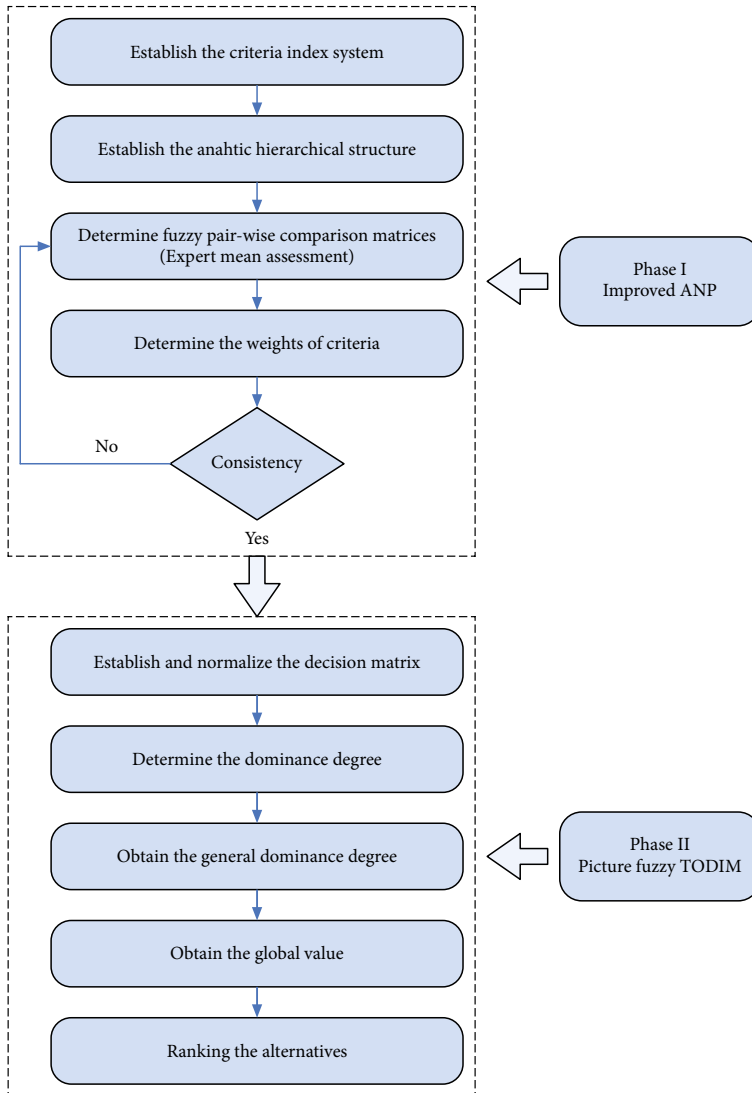 Establish the criteria index system
Establish the anahtic hierarchical structure
Determine fuzzy pair-wise comparison matrices
(Expert mean assessment)
Determine the weights of criteria
Consistency
No
Yes
Phase I
Improved ANP
Establish and normalize the decision matrix
Determine the dominance degree
Obtain the general dominance degree
Obtain the global value
Ranking the alternatives
Phase II
Picture fuzzy TODIM